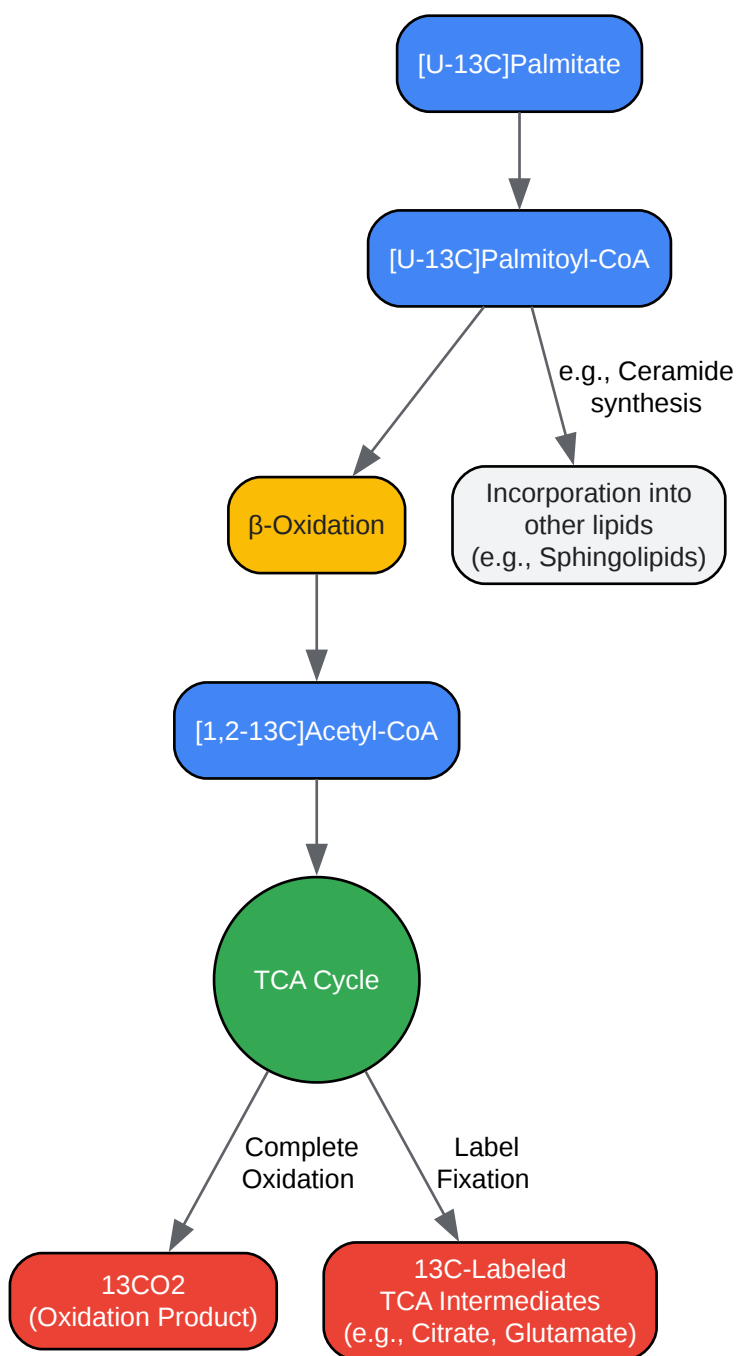 [U-13C]Palmitate
[U-13C]Palmitoyl-CoA
e.g., Ceramide
synthesis
β-Oxidation
Incorporation into
other lipids
(e.g., Sphingolipids)
[1,2-13C]Acetyl-CoA
TCA Cycle
Complete
Oxidation
Label
Fixation
13CO2
(Oxidation Product)
13C-Labeled
TCA Intermediates
(e.g., Citrate, Glutamate)